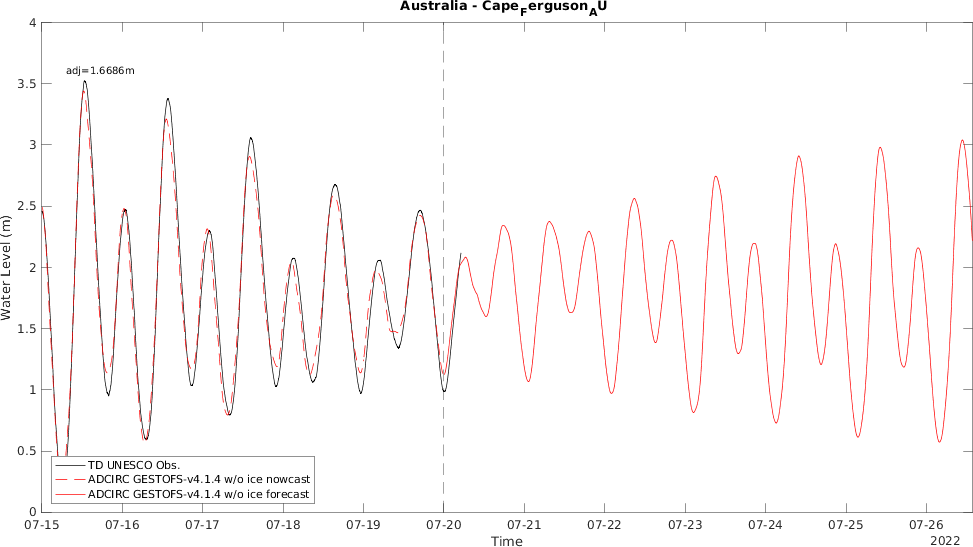 Australia - Cape_Ferguson_AU
4
adj=1.6686m
3.5
3
2.5
2
1.5
1
0.5
0
Water Level (m)
TD UNESCO Obs.
ADCIRC GESTOFS-v4.1.4 w/o ice nowcast
ADCIRC GESTOFS-v4.1.4 w/o ice forecast
07-15 07-16 07-17 07-18 07-19 07-20 07-21 07-22 07-23 07-24 07-25 07-26
Time
2022